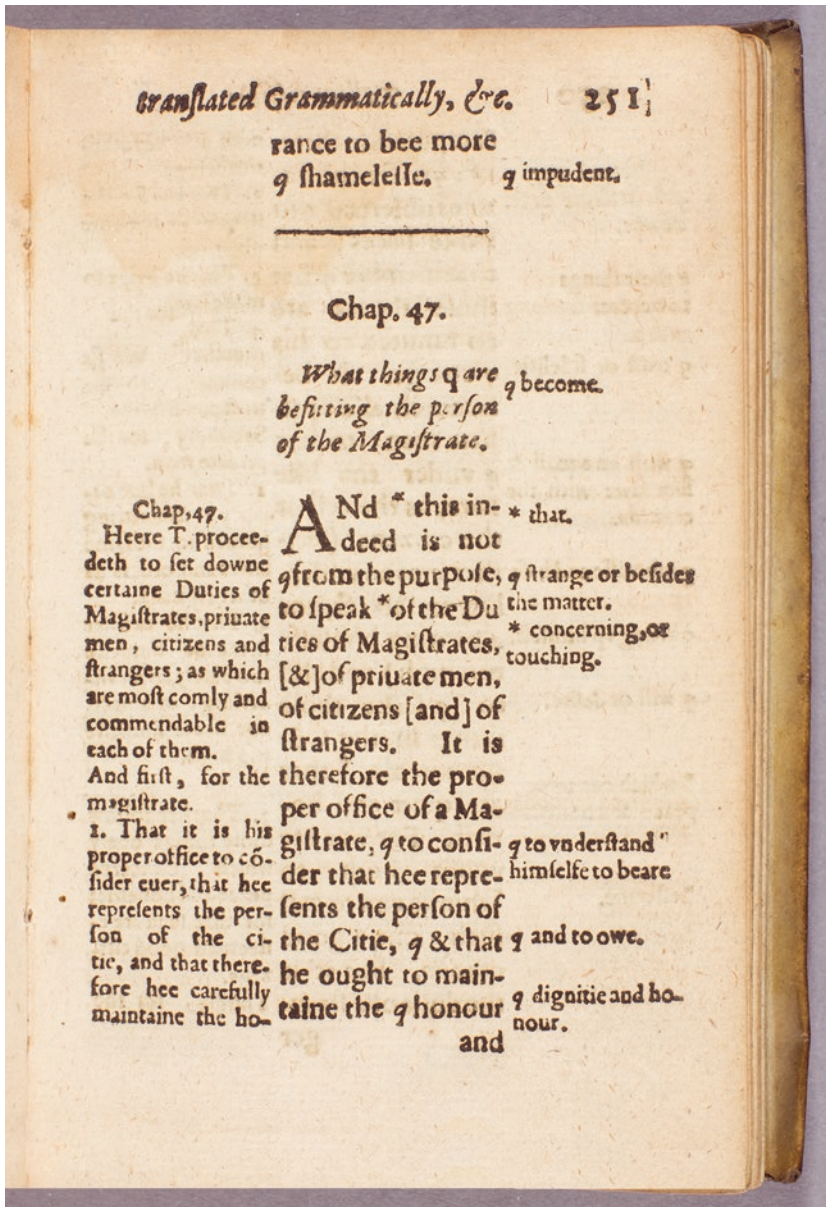 tranſlated Grammatically, &c. 251
rance to bee more
q ſhameleſſe.
q impudent.
Chap. 47.
What things q are
befitting the perſon
of the Magiſtrate.
q become.
Chap. 47.
Heere T. procee-
deth to ſet downe
certaine Duties of
Magiſtrates, priuate
men, citizens and
ſtrangers; as which
are moſt comly and
commendable in
each of them.
And firſt, for the
magiſtrate.
1. That it is his
proper office to cõ-
ſider euer, that hee
repreſents the per-
ſon of the ci-
tie, and that there-
fore hee carefully
maintaine the ho-
ANd * this in-
deed is not
q from the purpoſe,
to ſpeak * of the Du
ties of Magiſtrates,
[&] of priuate men,
of citizens [and] of
ſtrangers. It is
therefore the pro-
per office of a Ma-
giſtrate, q to conſi-
der that hee repre-
ſents the perſon of
the Citie, q & that
he ought to main-
taine the q honour
and
* that.
q ſtrange or beſides
the matter.
* concerning, or
touching.
q to vnderſtand
himſelfe to beare
q and to owe.
q dignitie and ho-
nour.